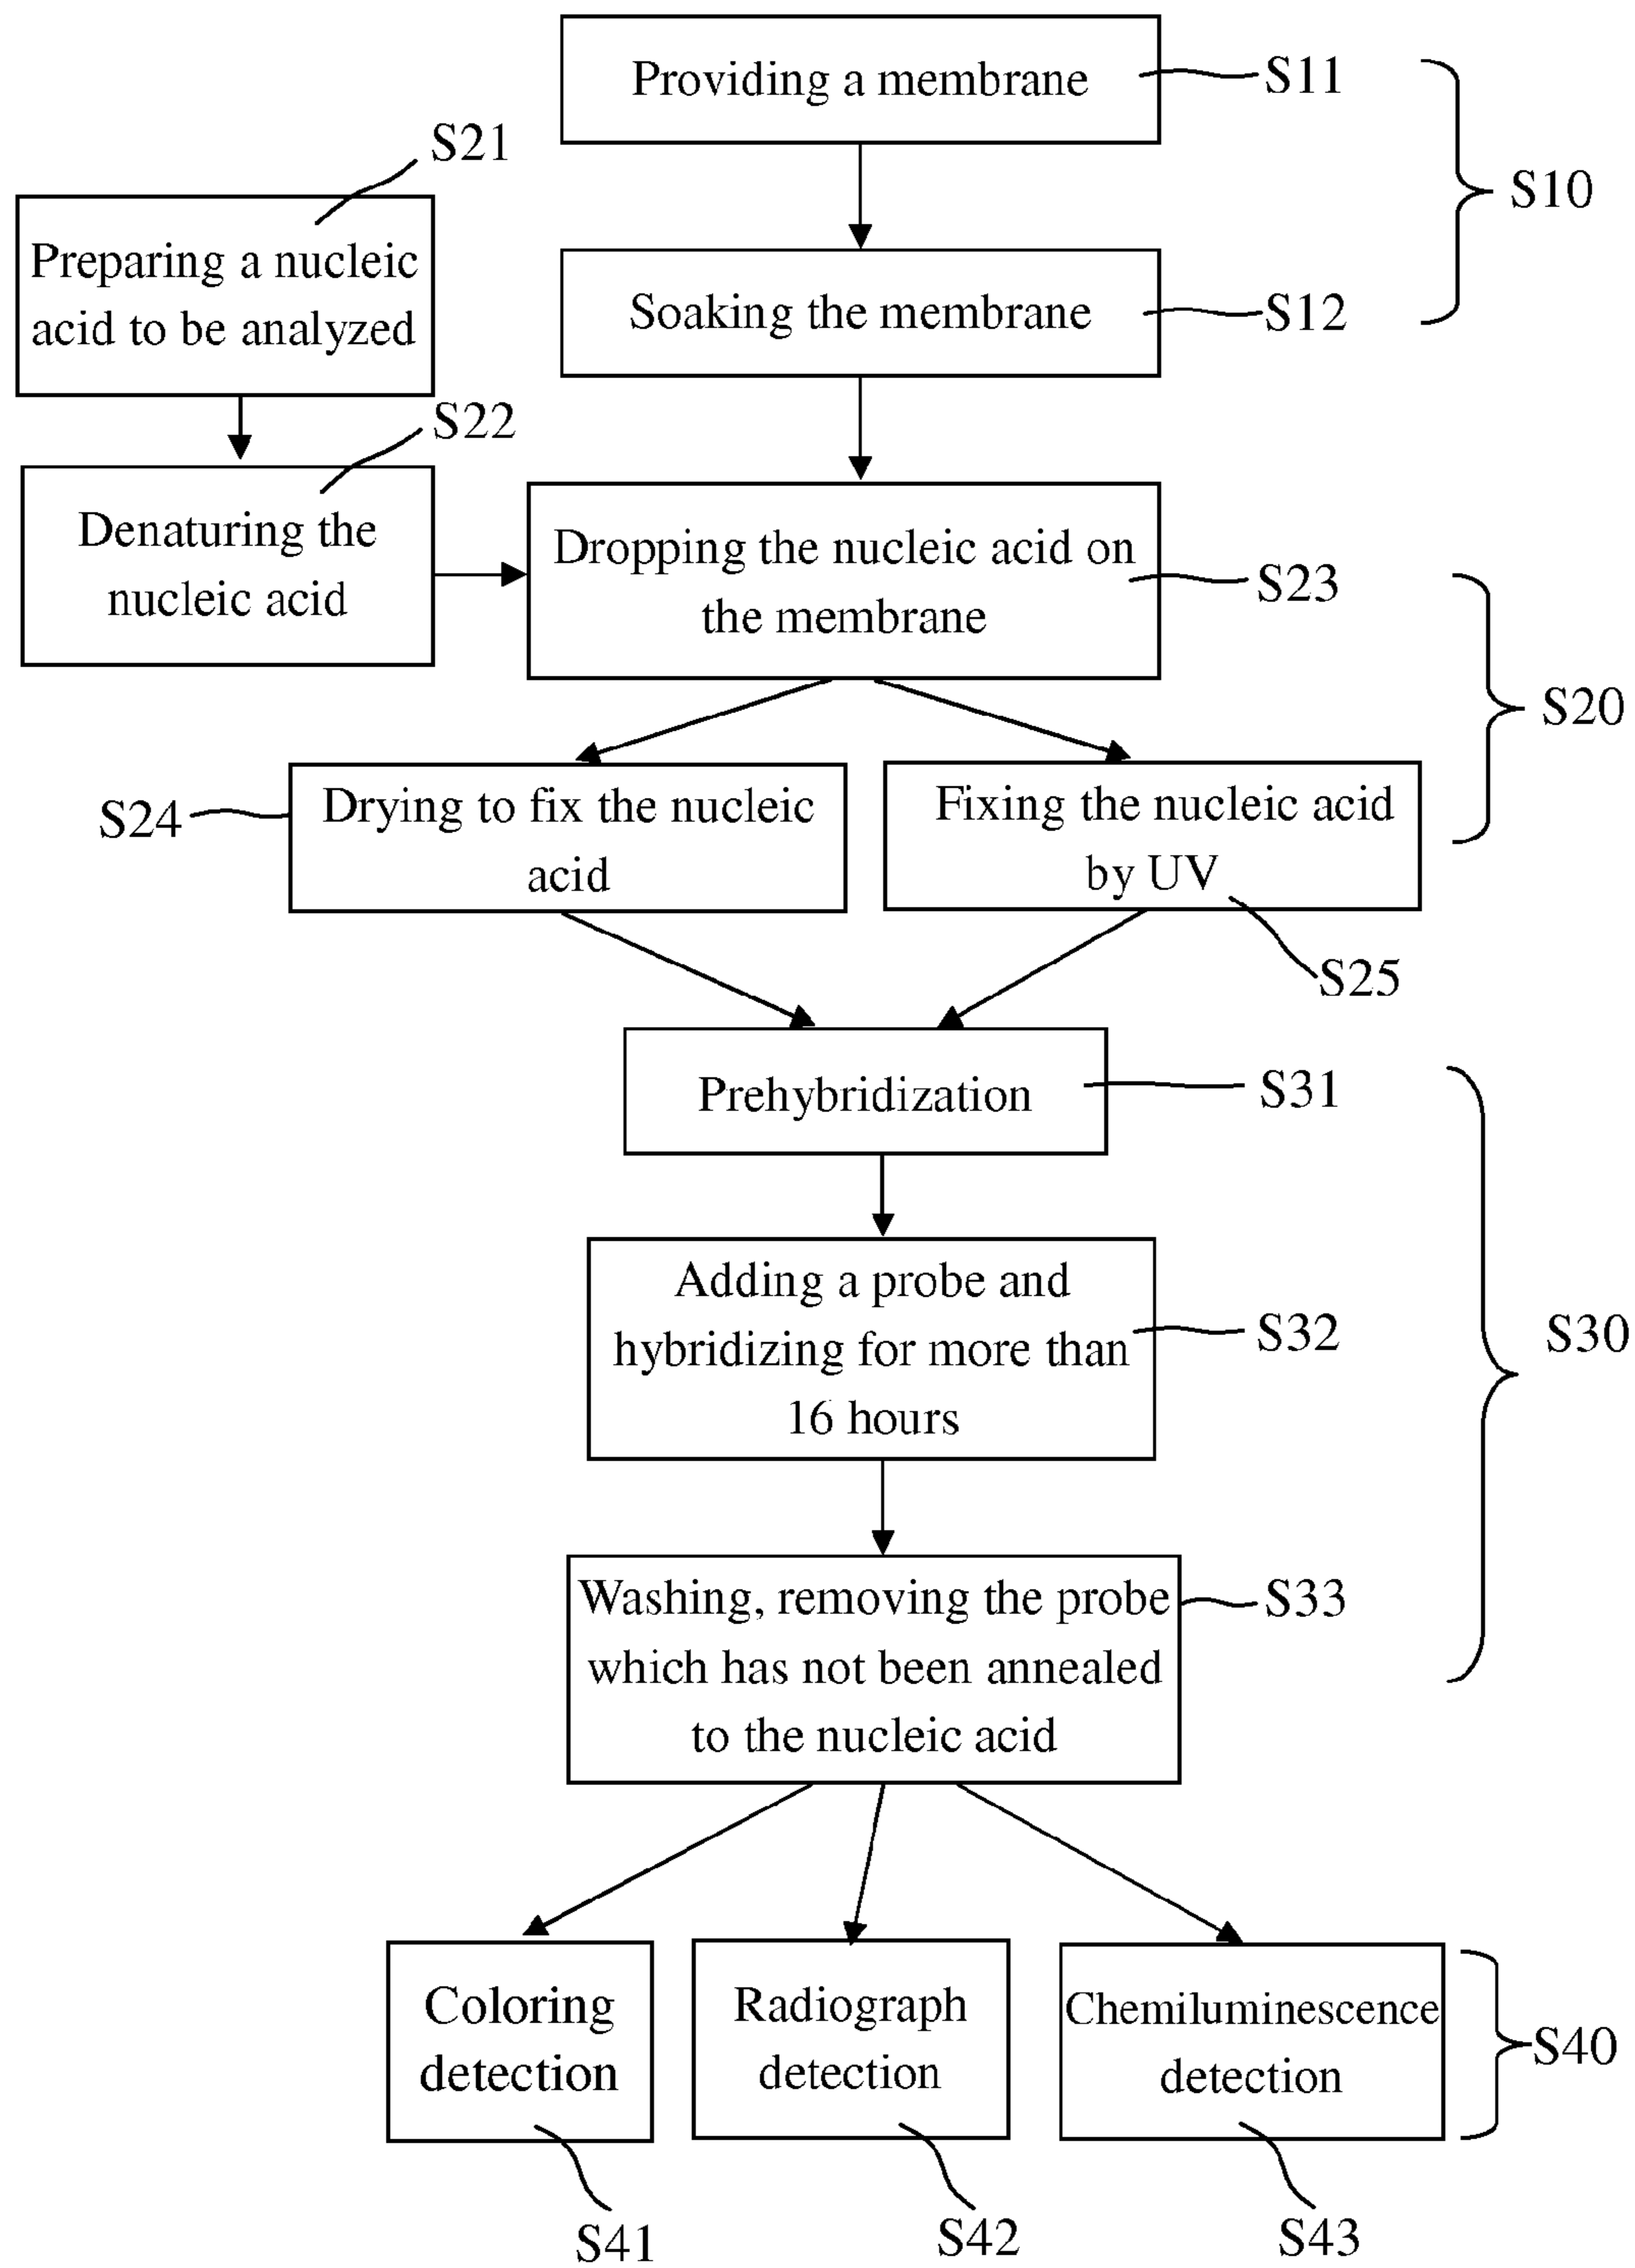 Providing a membrane
S11
S10
S21
Preparing a nucleic
acid to be analyzed
Soaking the membrane
S12
S22
Denaturing the
nucleic acid
Dropping the nucleic acid on
the membrane
S23
S20
S24
Drying to fix the nucleic
acid
Fixing the nucleic acid
by UV
S25
Prehybridization
S31
Adding a probe and
hybridizing for more than
16 hours
S32
S30
Washing, removing the probe
which has not been annealed
to the nucleic acid
S33
Coloring
detection
Radiograph
detection
Chemiluminescence
detection
S40
S41
S42
S43